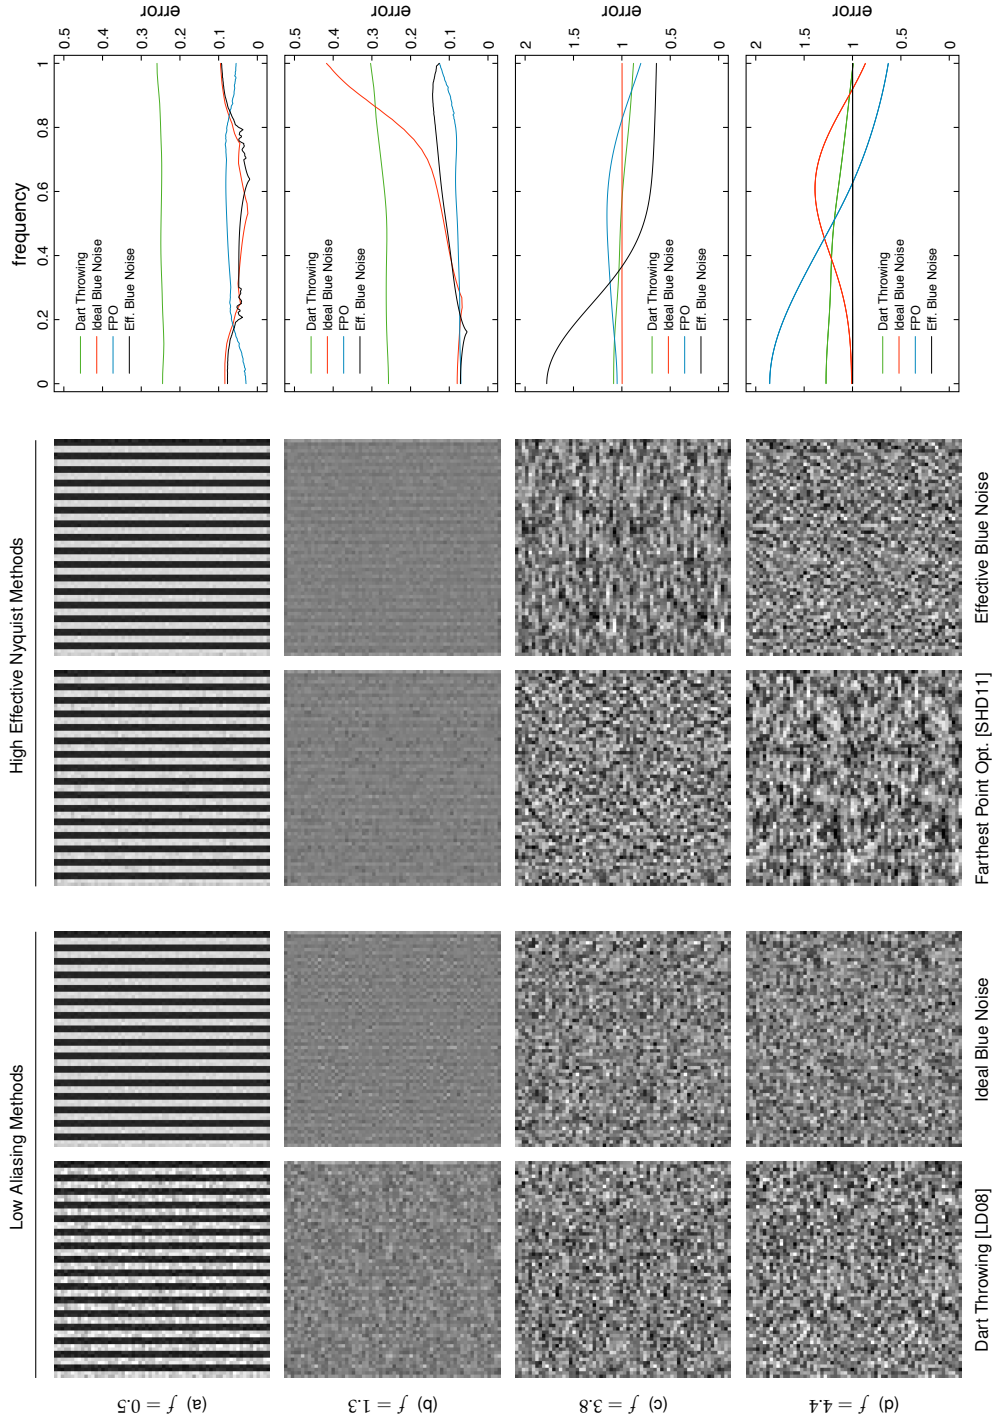 Low Aliasing Methods
High Effective Nyquist Methods
frequency
0 0.2 0.4 0.6 0.8 1
(a) f = 0.5
Dart Throwing
Ideal Blue Noise
FPO
Eff. Blue Noise
0.5
0.4
0.3
0.2
0.1
0
error
(b) f = 1.3
Dart Throwing
Ideal Blue Noise
FPO
Eff. Blue Noise
0.5
0.4
0.3
0.2
0.1
0
error
(c) f = 3.8
Dart Throwing
Ideal Blue Noise
FPO
Eff. Blue Noise
2
1.5
1
0.5
0
error
(d) f = 4.4
Dart Throwing
Ideal Blue Noise
FPO
Eff. Blue Noise
2
1.5
1
0.5
0
error
Dart Throwing [LD08]
Ideal Blue Noise
Farthest Point Opt. [SHD11]
Effective Blue Noise